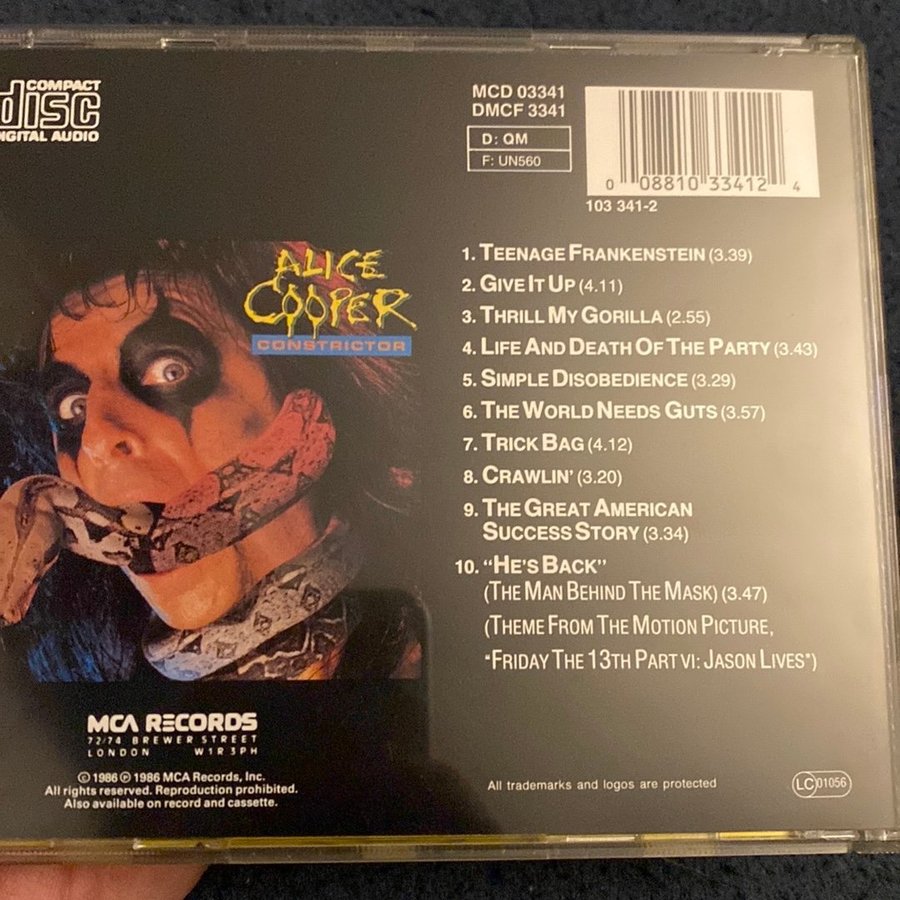 COMPACT
disc
DIGITAL AUDIO
MCD 03341
DMCF 3341
D: QM
F: UN560
0 08810 33412 4
103 341-2
ALICE
COOPER
CONSTRICTOR
1. TEENAGE FRANKENSTEIN (3.39)
2. GIVE IT UP (4.11)
3. THRILL MY GORILLA (2.55)
4. LIFE AND DEATH OF THE PARTY (3.43)
5. SIMPLE DISOBEDIENCE (3.29)
6. THE WORLD NEEDS GUTS (3.57)
7. TRICK BAG (4.12)
8. CRAWLIN' (3.20)
9. THE GREAT AMERICAN
SUCCESS STORY (3.34)
10. "HE'S BACK"
(THE MAN BEHIND THE MASK) (3.47)
(THEME FROM THE MOTION PICTURE,
"FRIDAY THE 13TH PART VI: JASON LIVES")
MCA RECORDS
72/74 BREWER STREET
LONDON W1R 3PH
© 1986 ℗ 1986 MCA Records, Inc.
All rights reserved. Reproduction prohibited.
Also available on record and cassette.
All trademarks and logos are protected
LC 01056